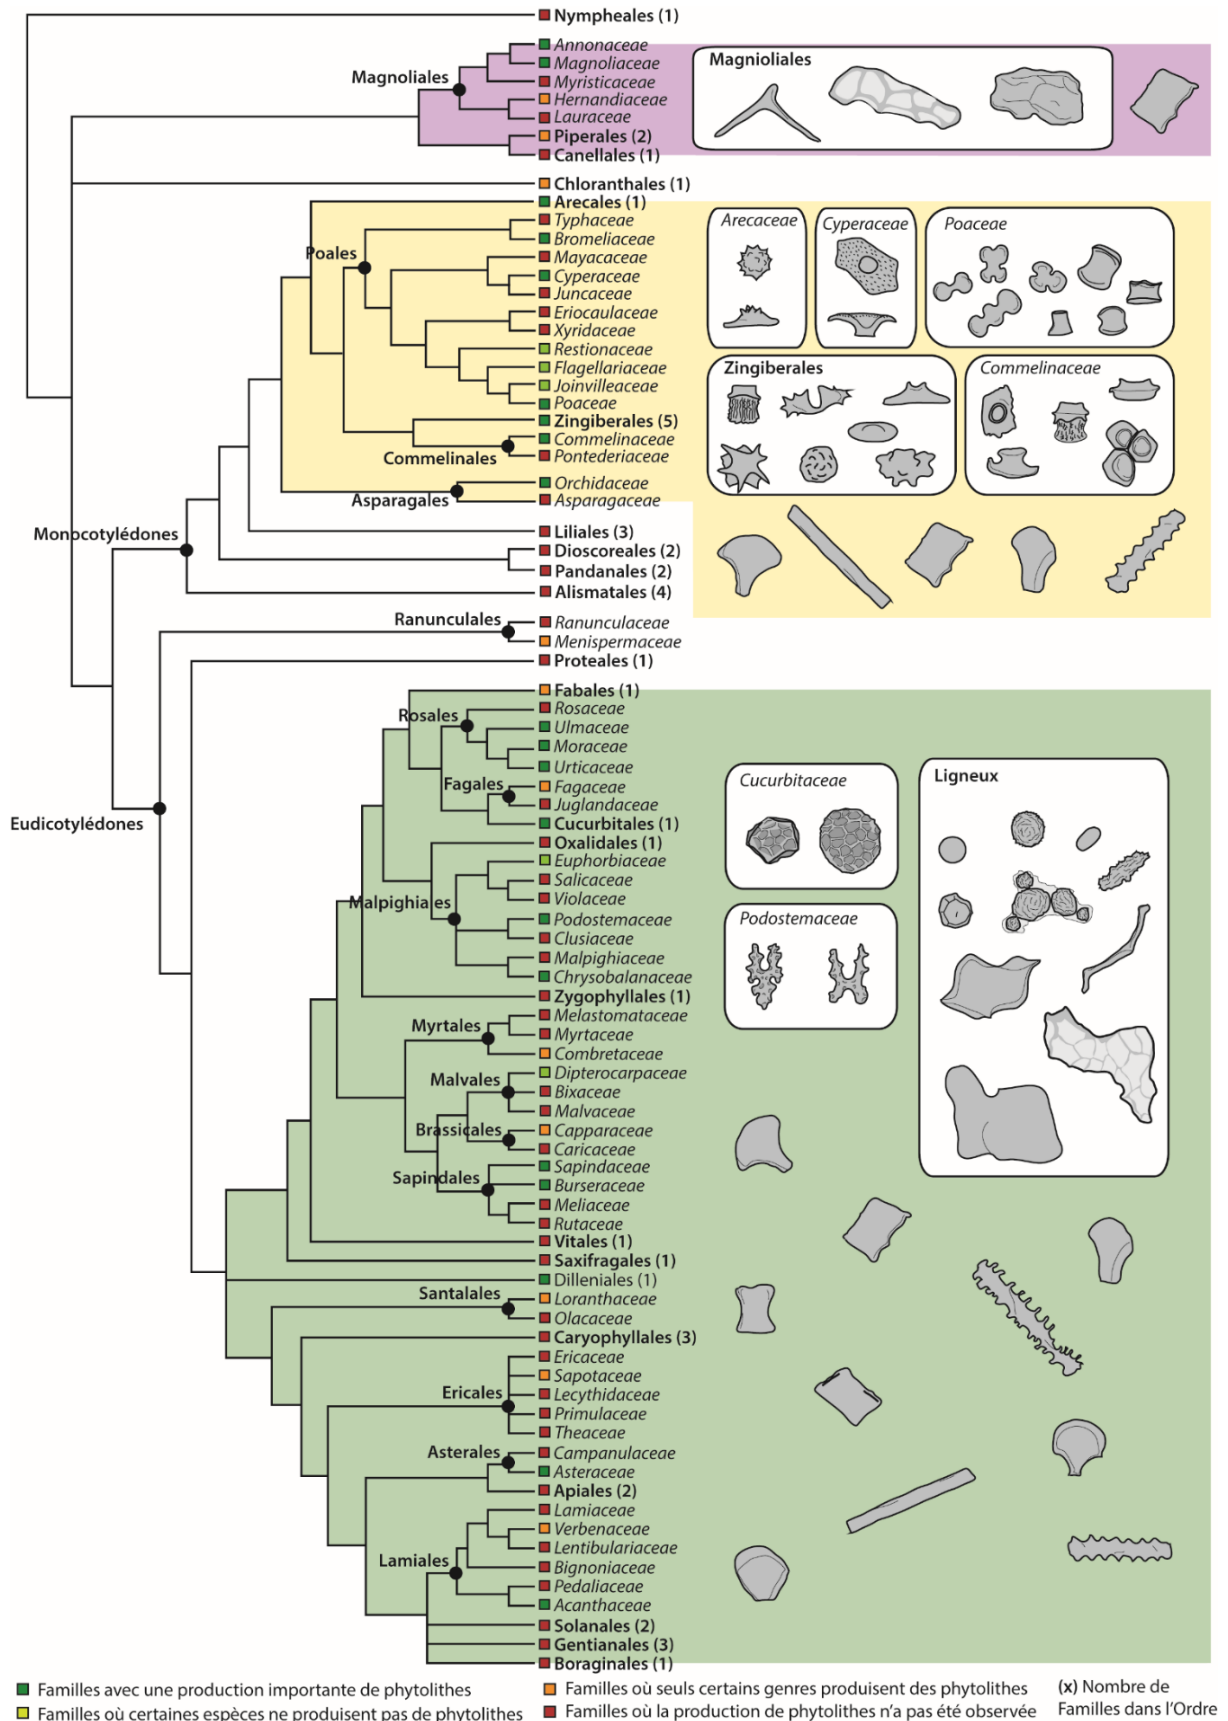 Nympheales (1)
Annonaceae
Magnoliaceae
Magnoliales
Myristicaceae
Hernandiaceae
Lauraceae
Piperales (2)
Canellales (1)
Magnioliales
Chloranthales (1)
Arecales (1)
Typhaceae
Bromeliaceae
Poales
Mayacaceae
Cyperaceae
Juncaceae
Eriocaulaceae
Xyridaceae
Restionaceae
Flagellariaceae
Joinvilleaceae
Poaceae
Zingiberales (5)
Commelinaceae
Commelinales
Pontederiaceae
Orchidaceae
Asparagales
Asparagaceae
Arecaceae
Cyperaceae
Poaceae
Zingiberales
Commelinaceae
Monocotylédones
Liliales (3)
Dioscoreales (2)
Pandanales (2)
Alismatales (4)
Ranunculales
Ranunculaceae
Menispermaceae
Proteales (1)
Eudicotylédones
Fabales (1)
Rosales
Rosaceae
Ulmaceae
Moraceae
Urticaceae
Fagales
Fagaceae
Juglandaceae
Cucurbitales (1)
Oxalidales (1)
Euphorbiaceae
Salicaceae
Malpighiales
Violaceae
Podostemaceae
Clusiaceae
Malpighiaceae
Chrysobalanaceae
Zygophyllales (1)
Melastomataceae
Myrtales
Myrtaceae
Combretaceae
Dipterocarpaceae
Malvales
Bixaceae
Malvaceae
Brassicales
Capparaceae
Caricaceae
Sapindaceae
Sapindales
Burseraceae
Meliaceae
Rutaceae
Vitales (1)
Saxifragales (1)
Dilleniales (1)
Santalales
Loranthaceae
Olacaceae
Caryophyllales (3)
Ericaceae
Sapotaceae
Ericales
Lecythidaceae
Primulaceae
Theaceae
Asterales
Campanulaceae
Asteraceae
Apiales (2)
Lamiaceae
Verbenaceae
Lentibulariaceae
Lamiales
Bignoniaceae
Pedaliaceae
Acanthaceae
Solanales (2)
Gentianales (3)
Boraginales (1)
Cucurbitaceae
Ligneux
Podostemaceae
Familles avec une production importante de phytolithes
Familles où certaines espèces ne produisent pas de phytolithes
Familles où seuls certains genres produisent des phytolithes
Familles où la production de phytolithes n'a pas été observée
(x) Nombre de
Familles dans l'Ordre